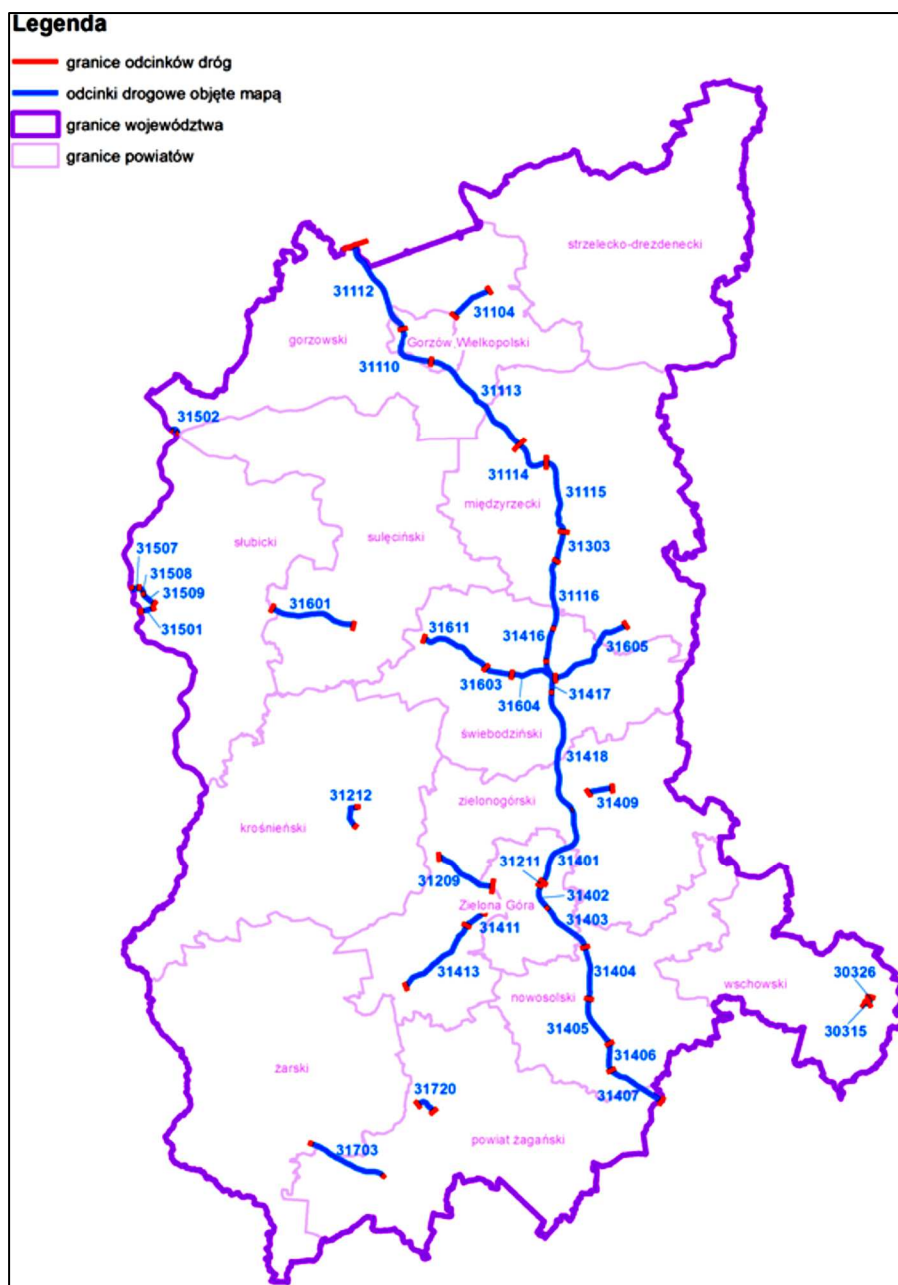 Legenda
granice odcinków dróg
odcinki drogowe objęte mapą
granice województwa
granice powiatów
strzelecko-drezdenecki
31112
31104
gorzowski
Gorzów Wielkopolski
31110
31113
31502
31114
31115
międzyrzecki
słubicki
sulęciński
31507
31303
31508
31509
31116
31601
31501
31611
31416
31605
31603
31417
31604
świebodziński
31418
31212
zielonogórski
31409
krośnieński
31211
31401
31209
31402
Zielona Góra
31403
31411
31404
31413
wschowski
30326
nowosolski
31405
30315
31406
żarski
31720
31407
powiat żagański
31703